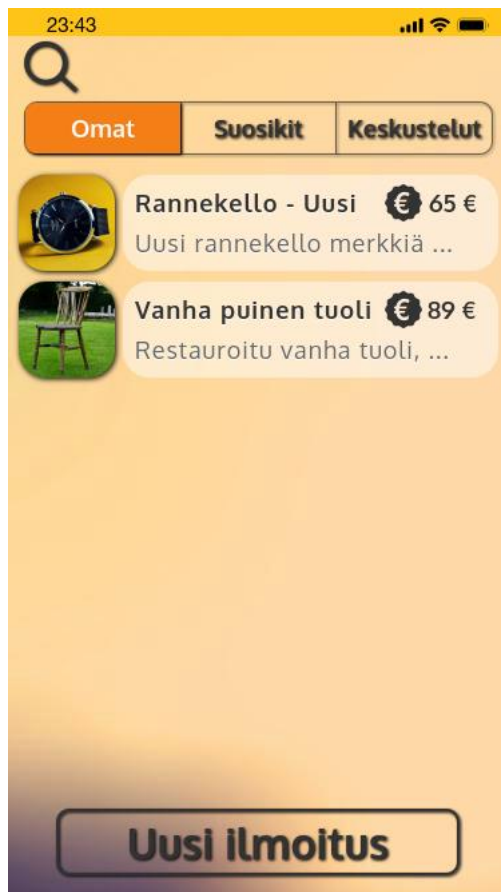 23:43
Omat Suosikit Keskustelut
Rannekello - Uusi € 65 €
Uusi rannekello merkkiä ...
Vanha puinen tuoli € 89 €
Restauroitu vanha tuoli, ...
Uusi ilmoitus